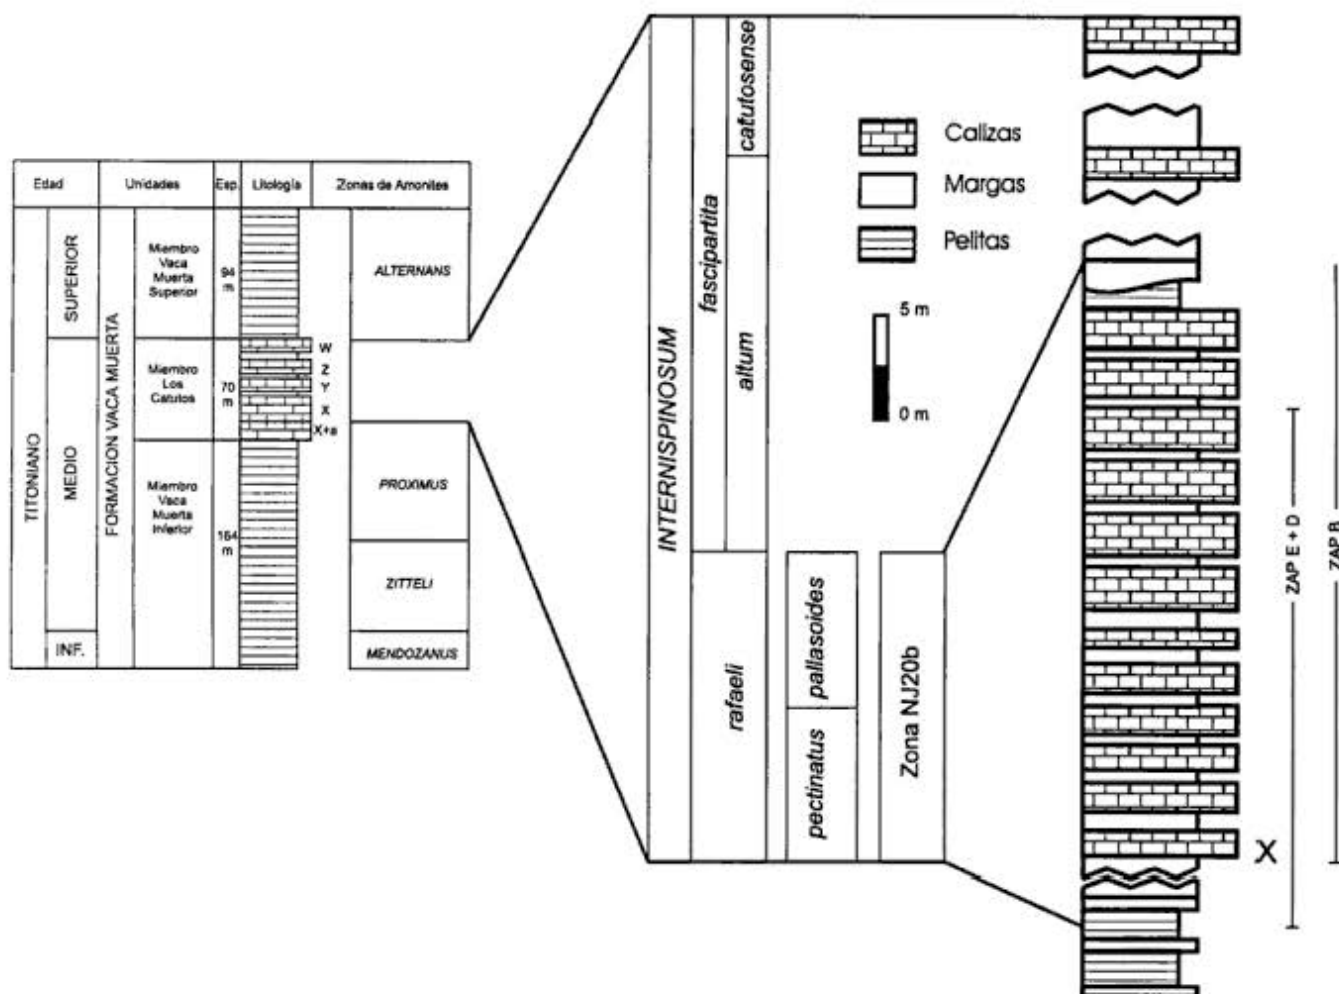 Edad
Unidades
Esp.
Litología
Zonas de Amonites
TITONIANO
SUPERIOR
MEDIO
INF.
FORMACION VACA MUERTA
Miembro
Vaca
Muerta
Superior
94
m
ALTERNANS
Miembro
Los
Catutos
70
m
W
Z
Y
X
X+a
Miembro
Vaca
Muerta
Inferior
164
m
PROXIMUS
ZITTELI
MENDOZANUS
INTERNISPINOSUM
fascipartita
catutosense
altum
rafaeli
pallasoides
pectinatus
Zona NJ20b
Calizas
Margas
Pelitas
5 m
0 m
X
ZAP E + D
ZAP B